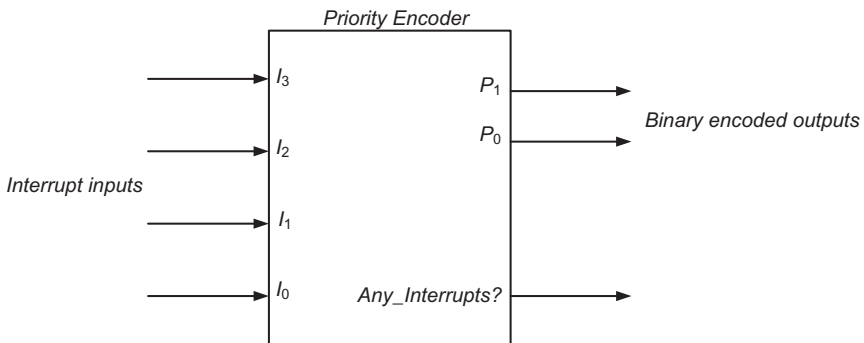 Priority Encoder
I3
P1
Binary encoded outputs
P0
I2
Interrupt inputs
I1
I0
Any_Interrupts?